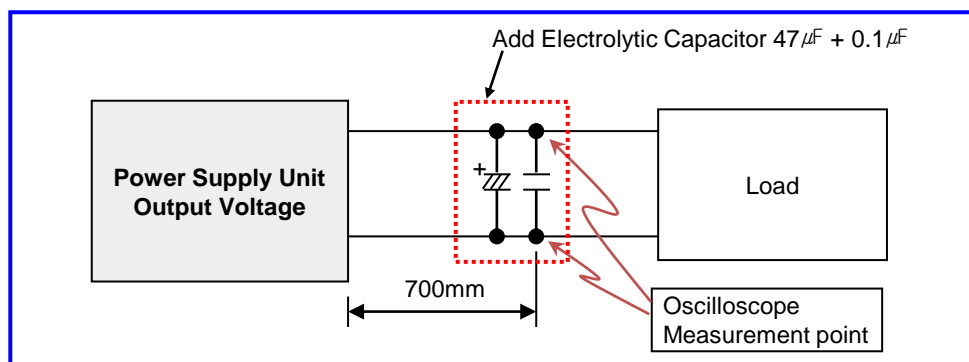 Add Electrolytic Capacitor 47㎌ + 0.1㎌
Power Supply Unit
Output Voltage
+
Load
700mm
Oscilloscope
Measurement point